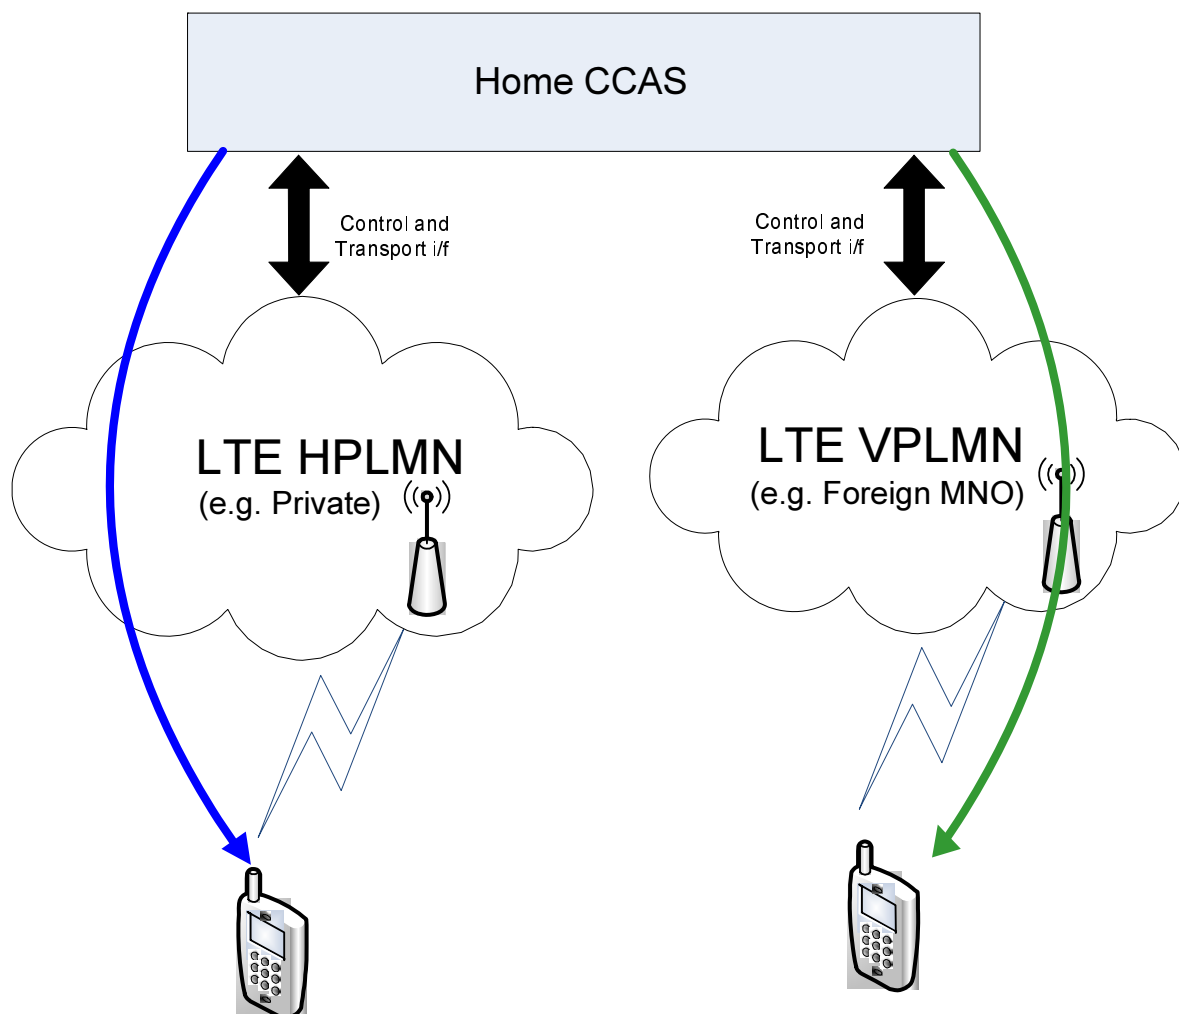 Home CCAS
Control and
Transport i/f
Control and
Transport i/f
LTE HPLMN
(e.g. Private)
LTE VPLMN
(e.g. Foreign MNO)